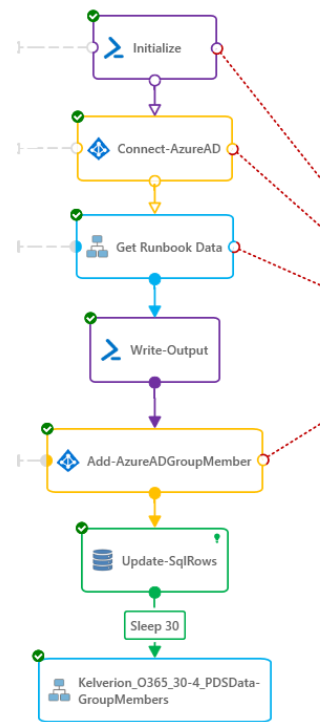 Initialize
Connect-AzureAD
Get Runbook Data
Write-Output
Add-AzureADGroupMember
Update-SqlRows
Sleep 30
Kelverion_O365_30-4_PDSData-
GroupMembers